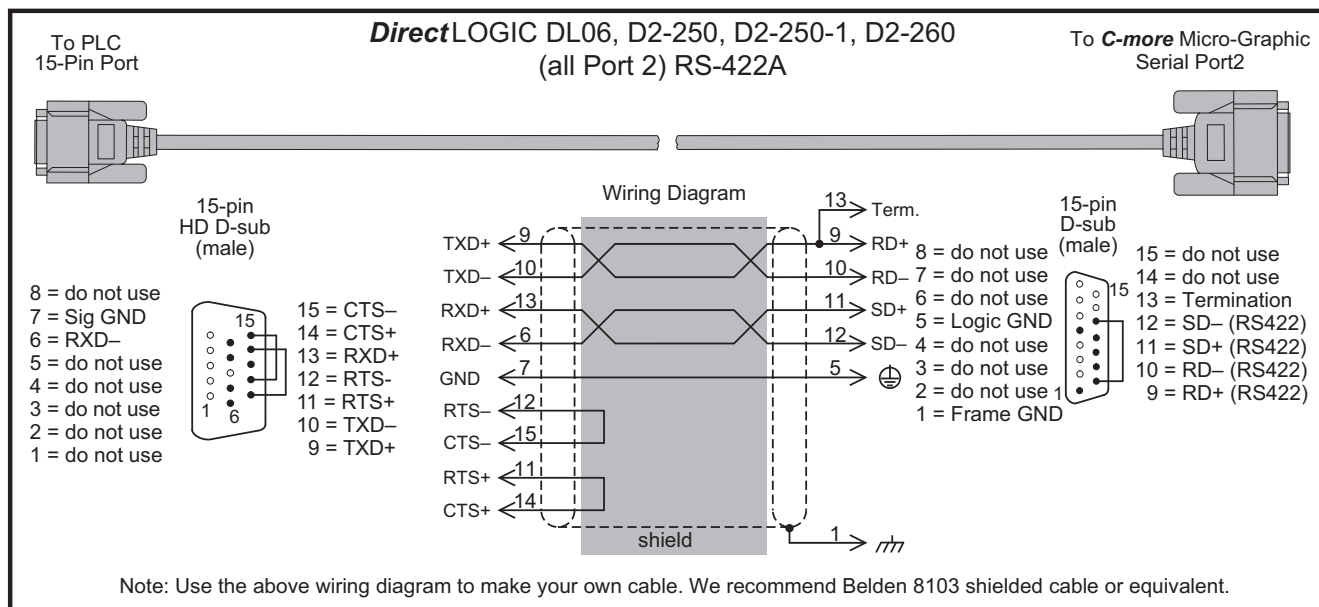 To PLC
15-Pin Port
DirectLOGIC DL06, D2-250, D2-250-1, D2-260
(all Port 2) RS-422A
To C-more Micro-Graphic
Serial Port2
15-pin
HD D-sub
(male)
8 = do not use
7 = Sig GND
6 = RXD–
5 = do not use
4 = do not use
3 = do not use
2 = do not use
1 = do not use
15
1
6
15 = CTS–
14 = CTS+
13 = RXD+
12 = RTS-
11 = RTS+
10 = TXD–
9 = TXD+
Wiring Diagram
13 Term.
TXD+ 9 9 RD+
TXD– 10 10 RD–
RXD+ 13 11 SD+
RXD– 6 12 SD–
GND 7 5
RTS– 12
CTS– 15
RTS+ 11
CTS+ 14
shield
1
8 = do not use
7 = do not use
6 = do not use
5 = Logic GND
4 = do not use
3 = do not use
2 = do not use
1 = Frame GND
15-pin
D-sub
(male)
15
1
15 = do not use
14 = do not use
13 = Termination
12 = SD– (RS422)
11 = SD+ (RS422)
10 = RD– (RS422)
9 = RD+ (RS422)
Note: Use the above wiring diagram to make your own cable. We recommend Belden 8103 shielded cable or equivalent.